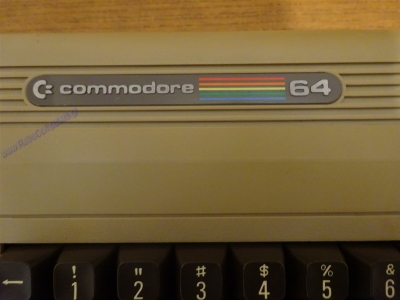 commodore 64
! " # $ % &
← 1 2 3 4 5 6